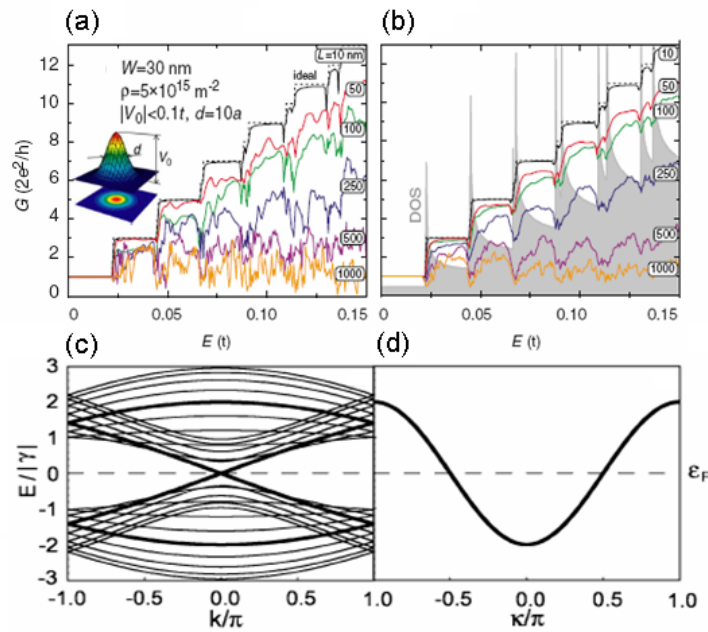 (a)
(b)
G (2e²/h)
12
10
8
6
4
2
0
W=30 nm
ρ=5×10¹⁵ m⁻²
|V₀|<0.1t, d=10a
d
V₀
ideal
L=10 nm
50
100
250
500
1000
0
0.05
0.10
0.15
E (t)
DOS
10
50
100
250
500
1000
0
0.05
0.10
0.15
E (t)
(c)
(d)
E/|γ|
3
2
1
0
-1
-2
-3
-1.0
-0.5
0.0
0.5
1.0
k/π
-0.5
0.0
0.5
1.0
κ/π
ε_F